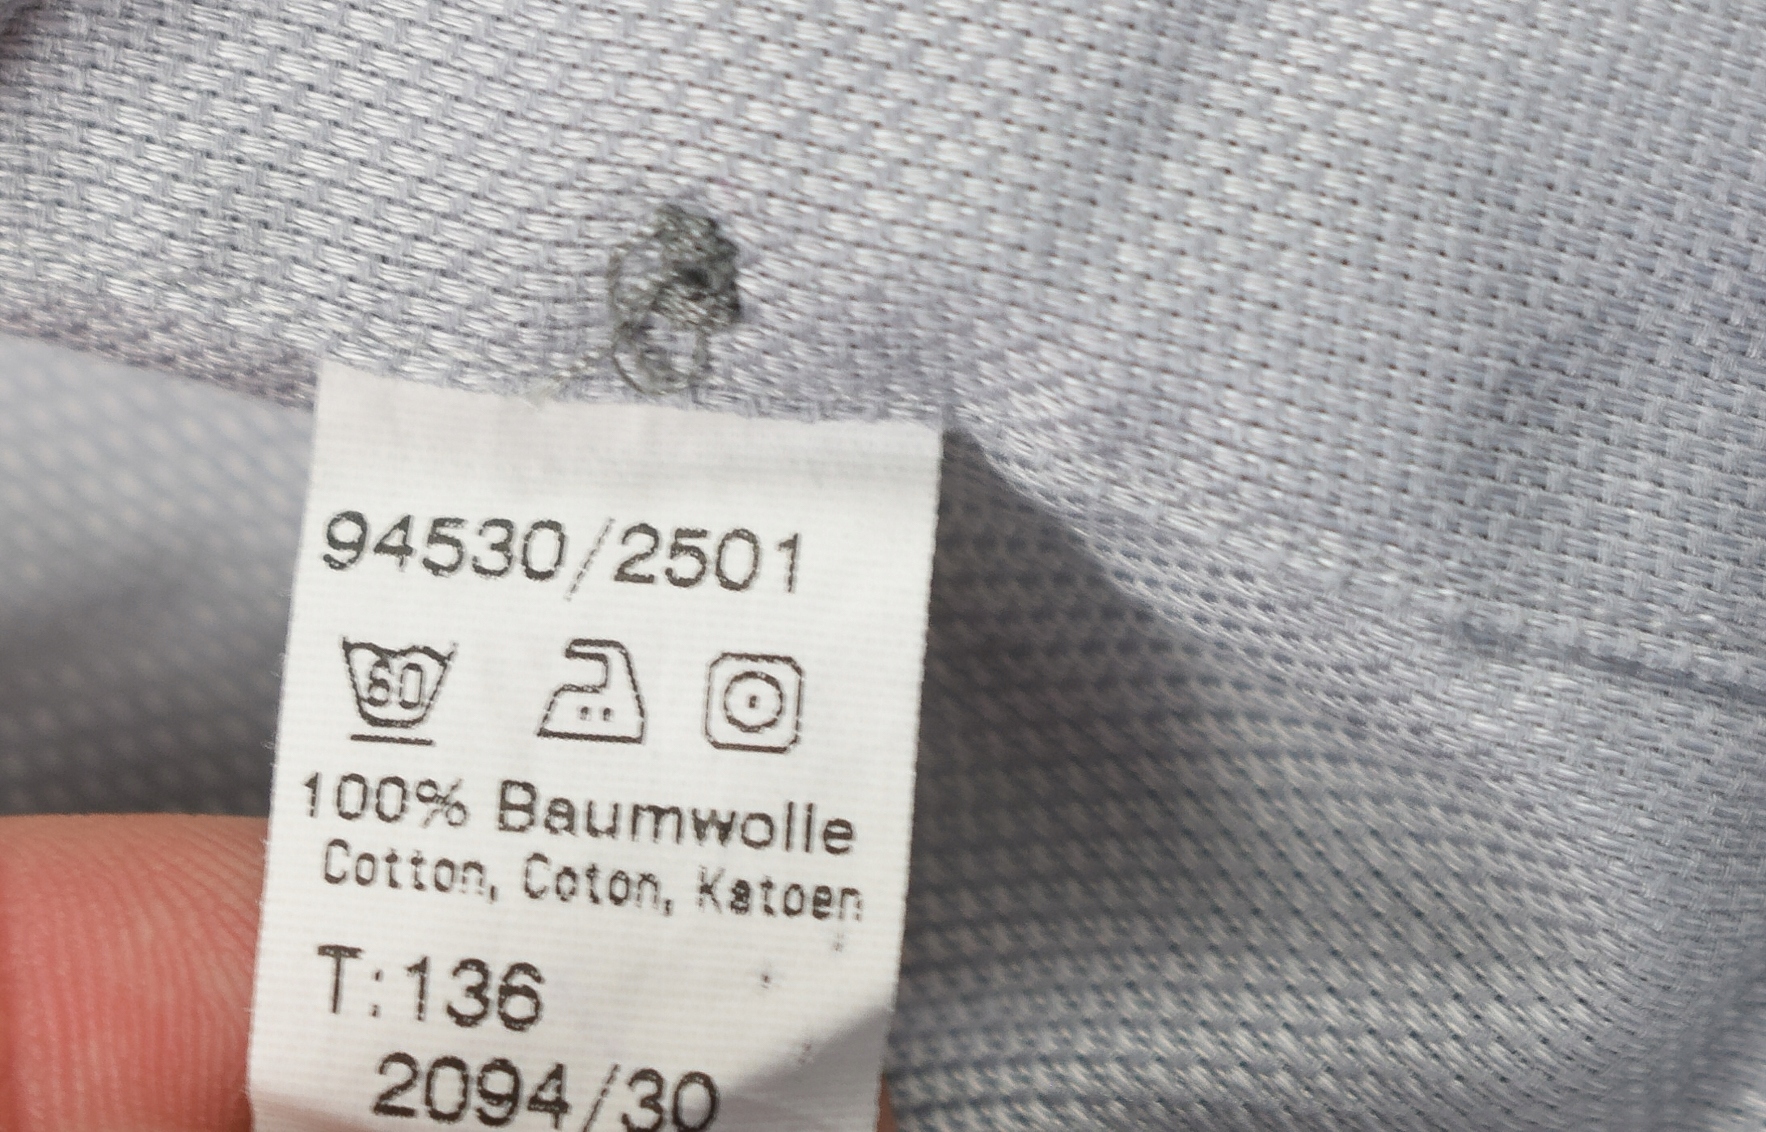 94530/2501
60
100% Baumwolle
Cotton, Coton, Katoen
T:136
2094/30